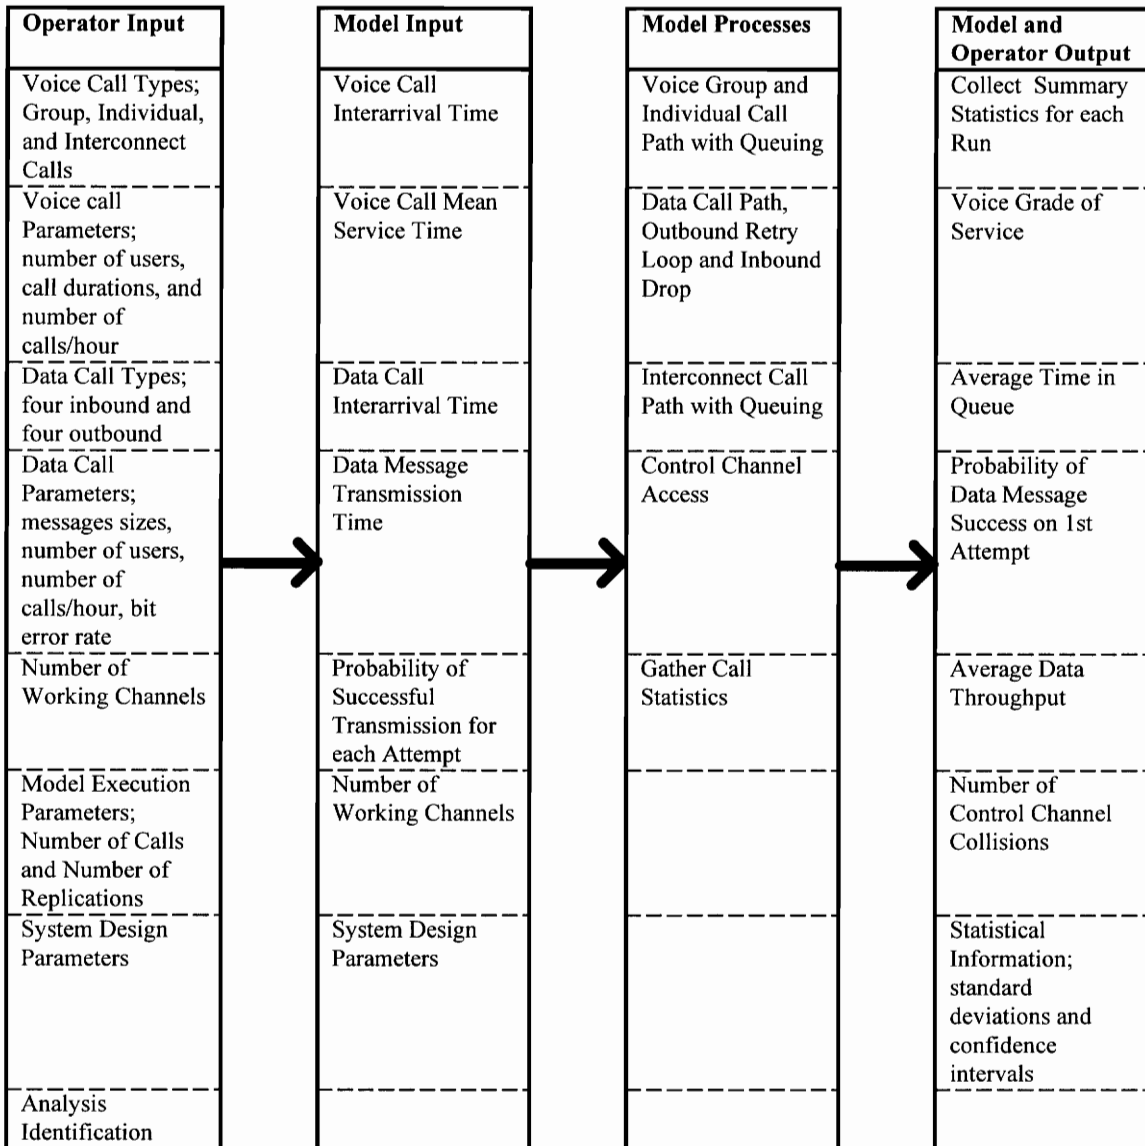 Operator Input
Voice Call Types;
Group, Individual,
and Interconnect
Calls
Voice call
Parameters;
number of users,
call durations, and
number of
calls/hour
Data Call Types;
four inbound and
four outbound
Data Call
Parameters;
messages sizes,
number of users,
number of
calls/hour, bit
error rate
Number of
Working Channels
Model Execution
Parameters;
Number of Calls
and Number of
Replications
System Design
Parameters
Analysis
Identification
Model Input
Voice Call
Interarrival Time
Voice Call Mean
Service Time
Data Call
Interarrival Time
Data Message
Transmission
Time
Probability of
Successful
Transmission for
each Attempt
Number of
Working Channels
System Design
Parameters
Model Processes
Voice Group and
Individual Call
Path with Queuing
Data Call Path,
Outbound Retry
Loop and Inbound
Drop
Interconnect Call
Path with Queuing
Control Channel
Access
Gather Call
Statistics
Model and
Operator Output
Collect Summary
Statistics for each
Run
Voice Grade of
Service
Average Time in
Queue
Probability of
Data Message
Success on 1st
Attempt
Average Data
Throughput
Number of
Control Channel
Collisions
Statistical
Information;
standard
deviations and
confidence
intervals